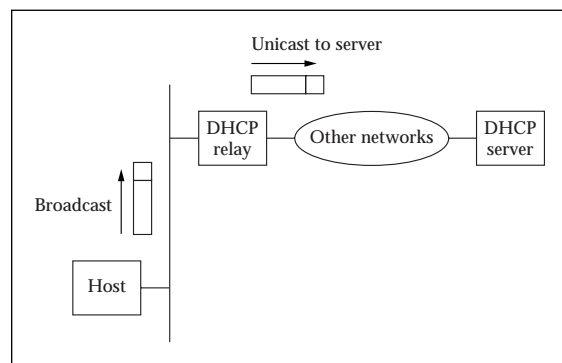 Unicast to server
DHCP
relay
Other networks
DHCP
server
Broadcast
Host